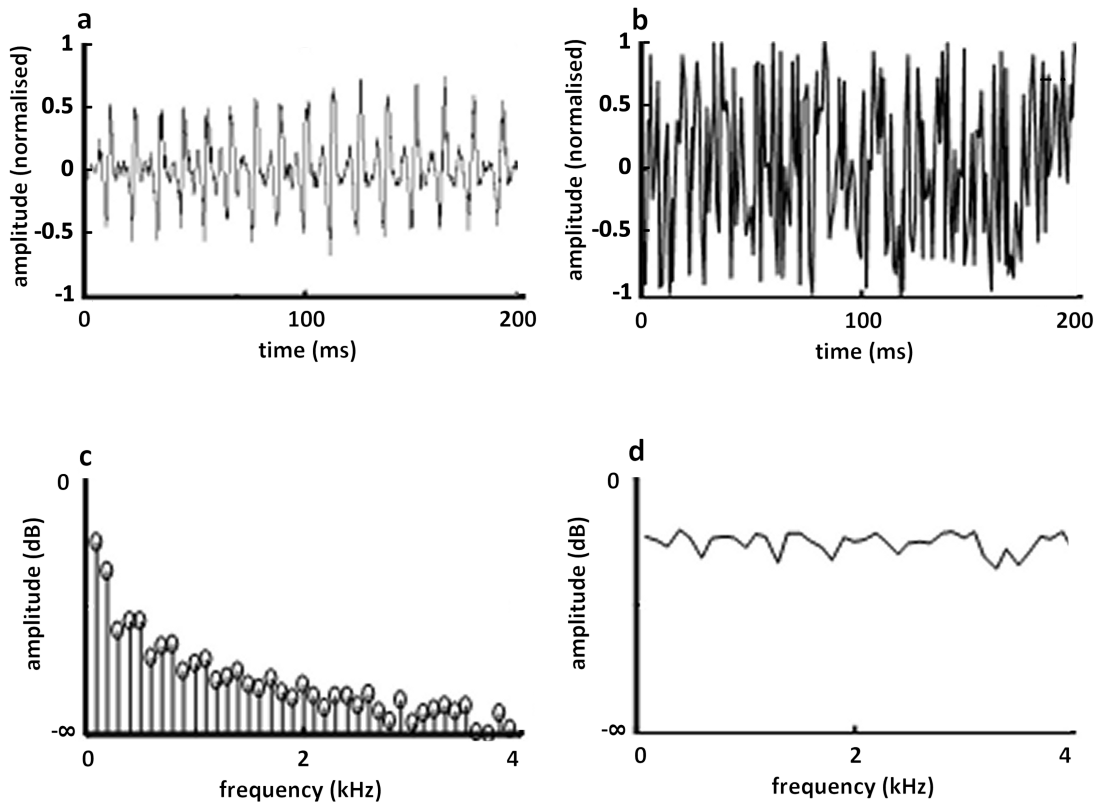 a
1
0.5
0
-0.5
-1
amplitude (normalised)
0 100 200
time (ms)
b
1
0.5
0
-0.5
-1
amplitude (normalised)
0 100 200
time (ms)
c
0
-∞
amplitude (dB)
0 2 4
frequency (kHz)
d
0
-∞
amplitude (dB)
0 2 4
frequency (kHz)